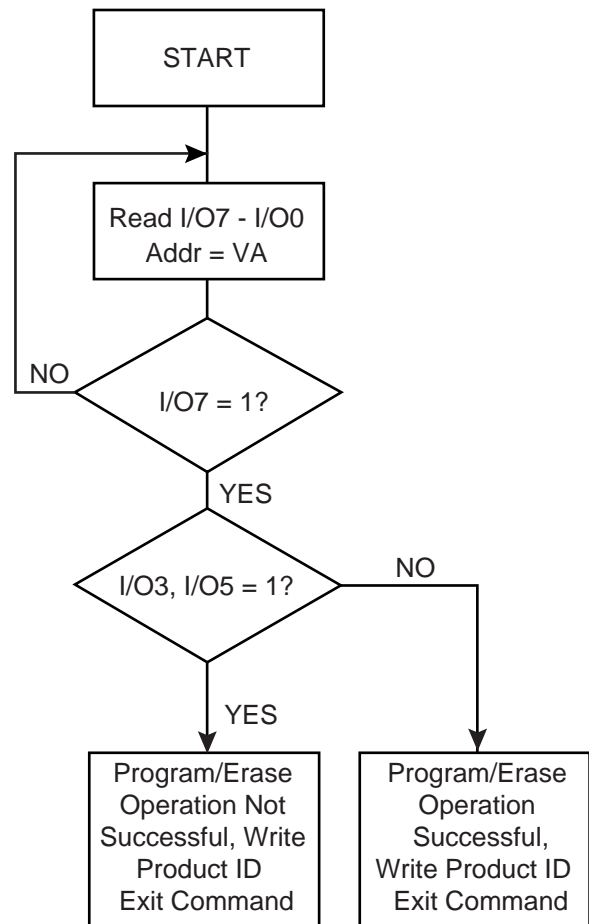 START
Read I/O7 - I/O0
Addr = VA
NO
I/O7 = 1?
YES
I/O3, I/O5 = 1?
NO
YES
Program/Erase
Operation Not
Successful, Write
Product ID
Exit Command
Program/Erase
Operation
Successful,
Write Product ID
Exit Command